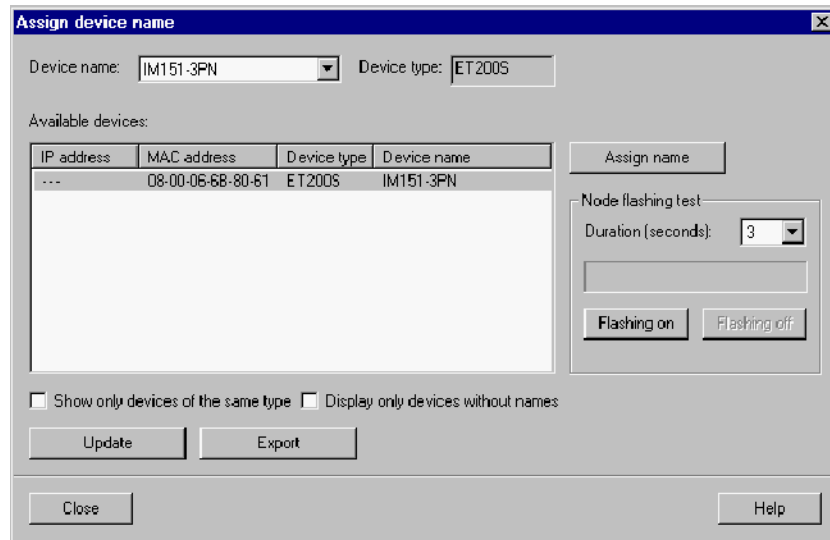 Assign device name
Device name: IM151-3PN Device type: ET200S
Available devices:
IP address MAC address Device type Device name
--- 08-00-06-6B-80-61 ET200S IM151-3PN
Assign name
Node flashing test
Duration (seconds): 3
Flashing on Flashing off
Show only devices of the same type Display only devices without names
Update Export
Close Help